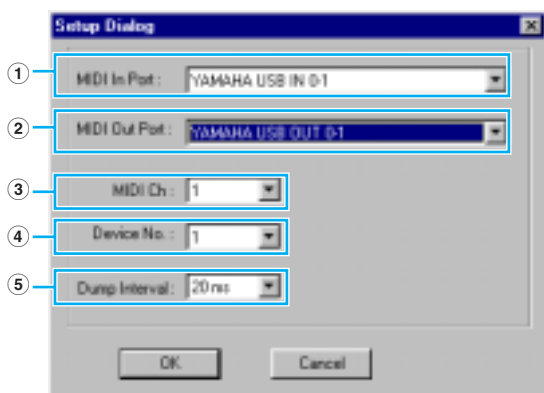 Setup Dialog
① MIDI In Port : YAMAHA USB IN 0-1
② MIDI Out Port : YAMAHA USB OUT 0-1
③ MIDI Ch : 1
④ Device No. : 1
⑤ Dump Interval : 20 ms
OK Cancel